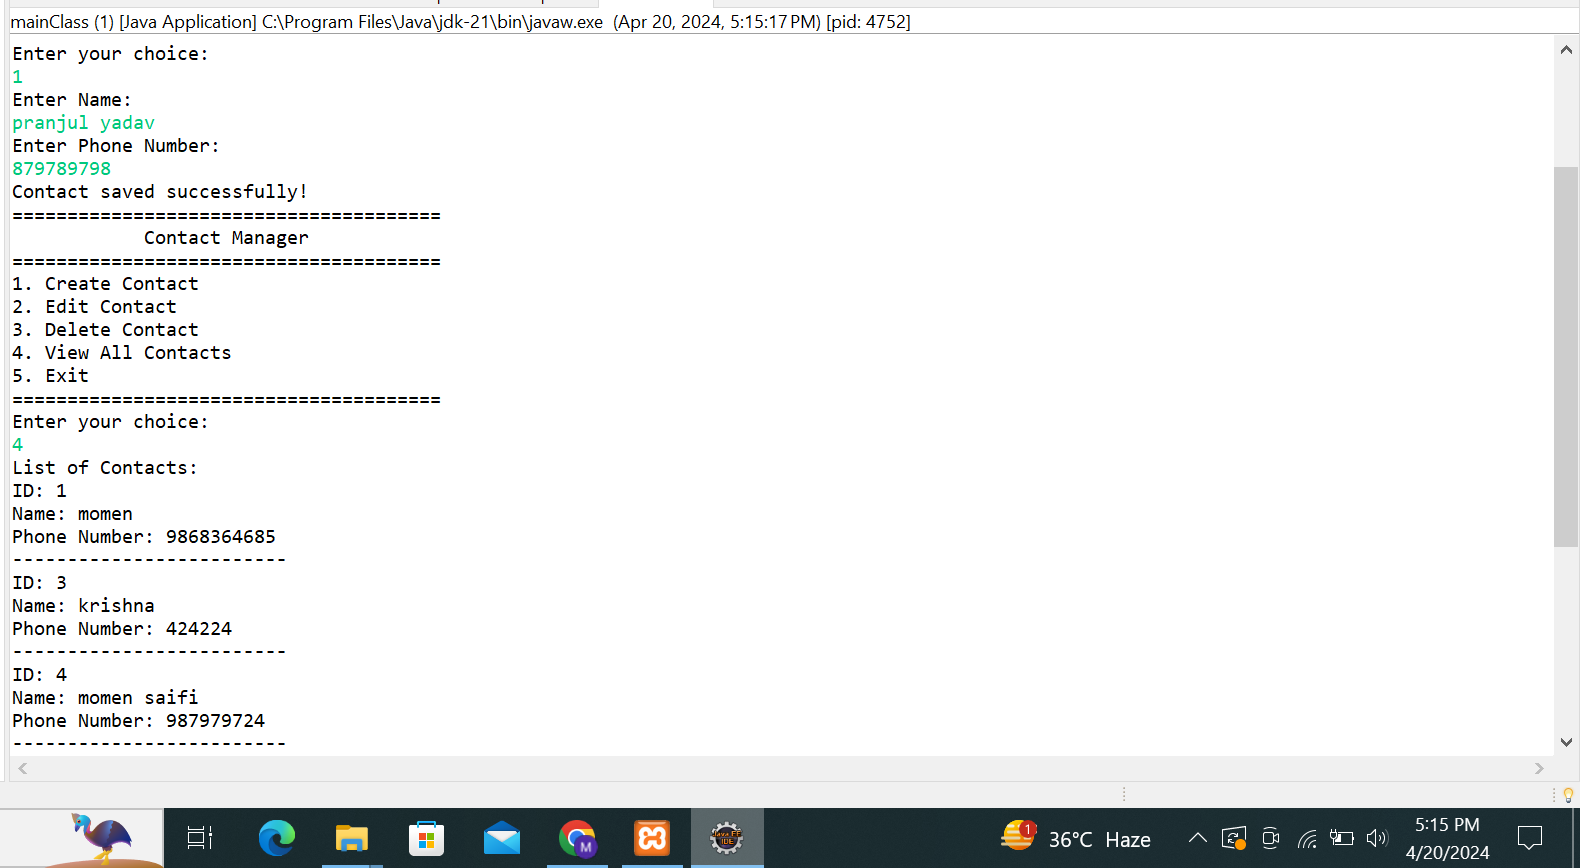 mainClass (1) [Java Application] C:\Program Files\Java\jdk-21\bin\javaw.exe  (Apr 20, 2024, 5:15:17 PM) [pid: 4752]
Enter your choice:
1
Enter Name:
pranjul yadav
Enter Phone Number:
879789798
Contact saved successfully!
=======================================
            Contact Manager
=======================================
1. Create Contact
2. Edit Contact
3. Delete Contact
4. View All Contacts
5. Exit
=======================================
Enter your choice:
4
List of Contacts:
ID: 1
Name: momen
Phone Number: 9868364685
-------------------------
ID: 3
Name: krishna
Phone Number: 424224
-------------------------
ID: 4
Name: momen saifi
Phone Number: 987979724
-------------------------
M
Java EE
IDE
1
36°C Haze
5:15 PM
4/20/2024